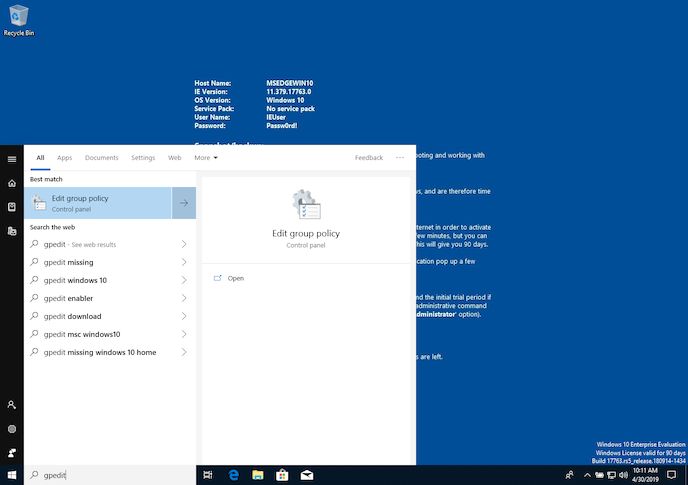 Recycle Bin
Host Name: MSEDGEWIN10
IE Version: 11.379.17763.0
OS Version: Windows 10
Service Pack: No service pack
User Name: IEUser
Password: Passw0rd!
All Apps Documents Settings Web More Feedback ...
Best match
Edit group policy
Control panel
Search the web
gpedit - See web results
gpedit missing
gpedit windows 10
gpedit enabler
gpedit download
gpedit msc windows10
gpedit missing windows 10 home
Edit group policy
Control panel
Open
ooting and working with
ws, and are therefore time
ternet in order to activate
few minutes, but you can
his will give you 90 days.
cation pop up a few
nd the initial trial period if
administrative command
dministrator' option).
s are left.
Windows 10 Enterprise Evaluation
Windows License valid for 90 days
Build 17763.rs5_release.180914-1434
gpedit
10:11 AM
4/30/2019